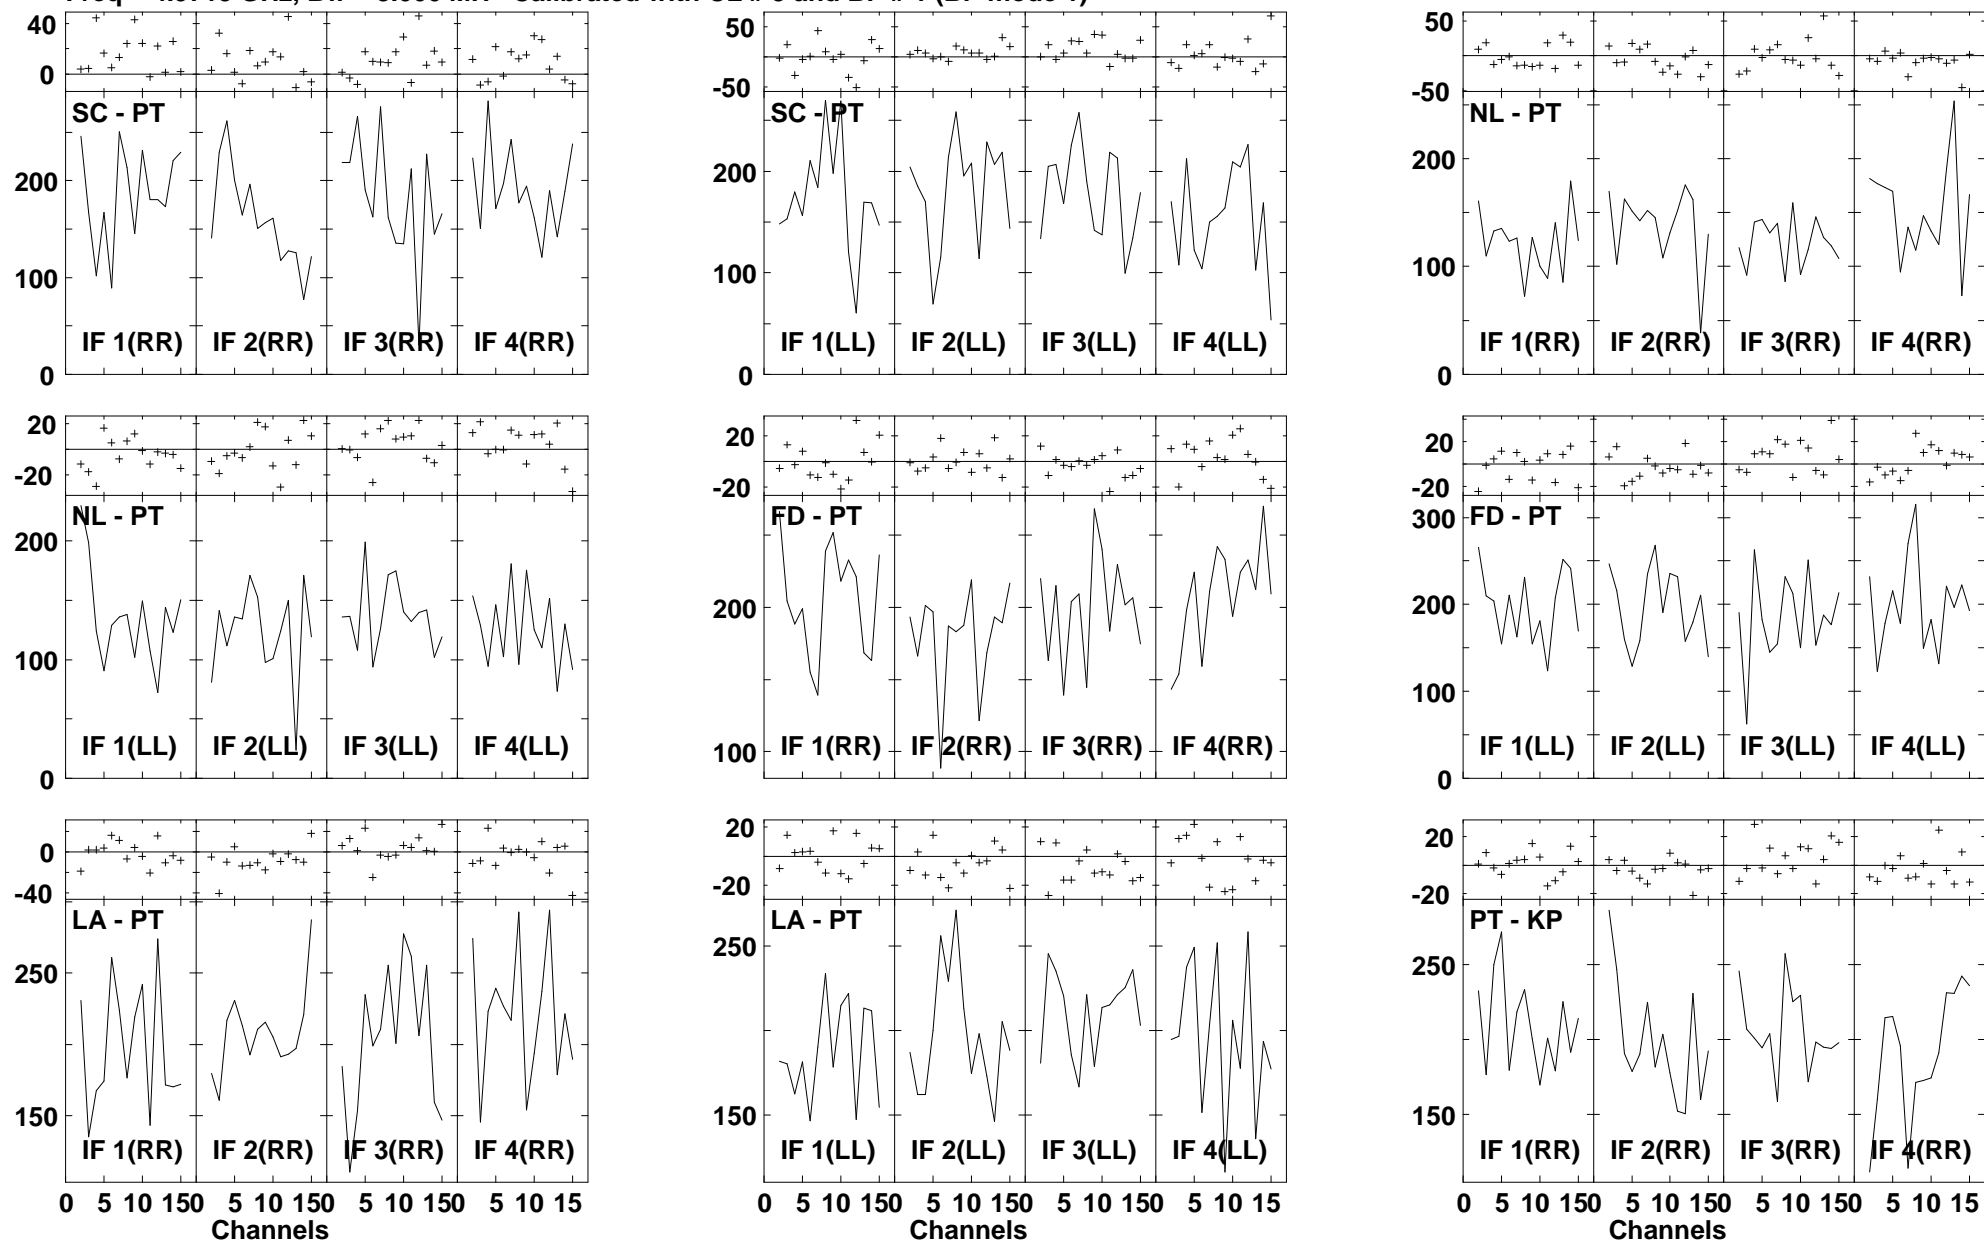 40
0
SC - PT
200
100
0
IF 1(RR) IF 2(RR) IF 3(RR) IF 4(RR)
50
-50
SC - PT
200
100
0
IF 1(LL) IF 2(LL) IF 3(LL) IF 4(LL)
50
-50
NL - PT
200
100
0
IF 1(RR) IF 2(RR) IF 3(RR) IF 4(RR)
20
-20
NL - PT
200
100
0
IF 1(LL) IF 2(LL) IF 3(LL) IF 4(LL)
20
-20
FD - PT
200
100
IF 1(RR) IF 2(RR) IF 3(RR) IF 4(RR)
20
-20
FD - PT
300
200
100
0
IF 1(LL) IF 2(LL) IF 3(LL) IF 4(LL)
0
-40
LA - PT
250
150
IF 1(RR) IF 2(RR) IF 3(RR) IF 4(RR)
0 5 10 150 5 10 150 5 10 150 5 10 15
Channels
20
-20
LA - PT
250
150
IF 1(LL) IF 2(LL) IF 3(LL) IF 4(LL)
0 5 10 150 5 10 150 5 10 150 5 10 15
Channels
20
-20
PT - KP
250
150
IF 1(RR) IF 2(RR) IF 3(RR) IF 4(RR)
0 5 10 150 5 10 150 5 10 150 5 10 15
Channels